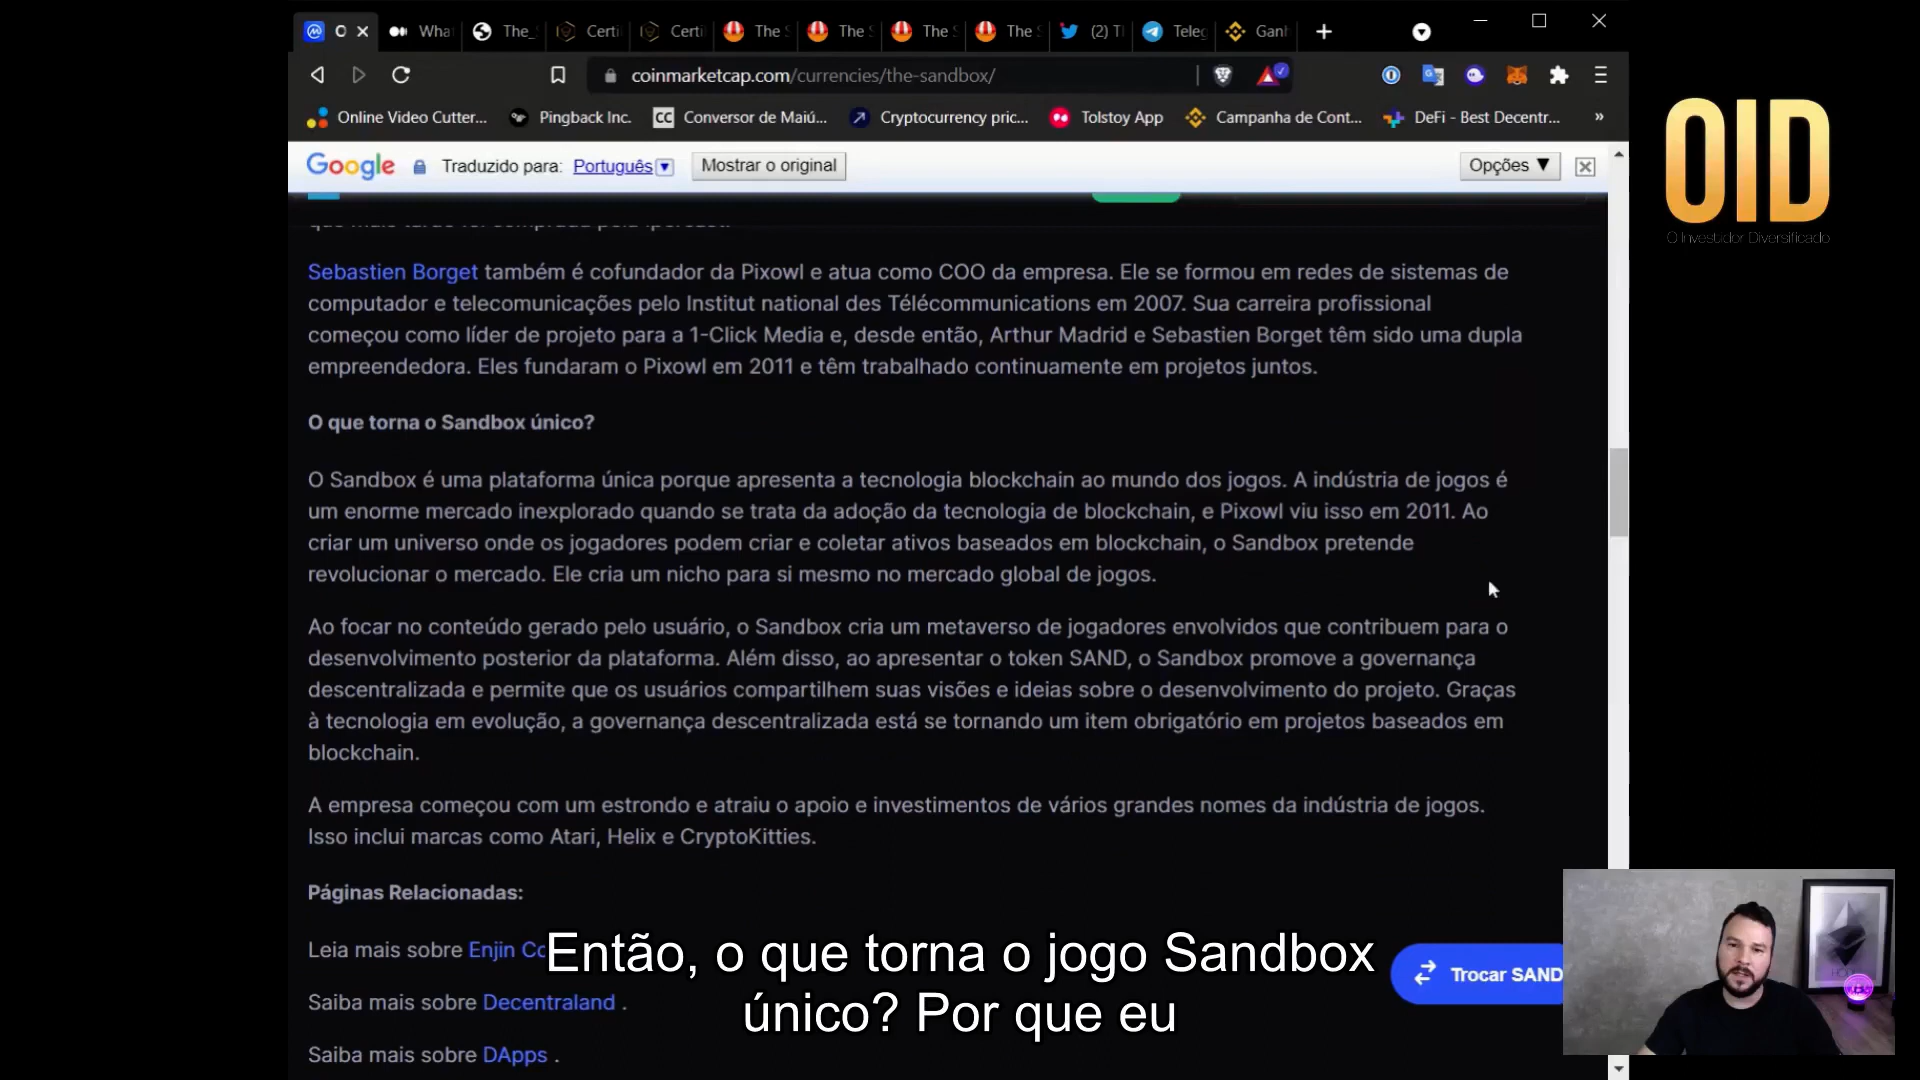 O
Wha
The_
Certi
Certi
The S
The S
The S
The S
(2) T
Teleg
Ganh
coinmarketcap.com/currencies/the-sandbox/
Online Video Cutter...
Pingback Inc.
CC Conversor de Maiú...
Cryptocurrency pric...
Tolstoy App
Campanha de Cont...
DeFi - Best Decentr...
»
OID
O Investidor Diversificado
Google Traduzido para: Português Mostrar o original Opções ▼
Sebastien Borget também é cofundador da Pixowl e atua como COO da empresa. Ele se formou em redes de sistemas de
computador e telecomunicações pelo Institut national des Télécommunications em 2007. Sua carreira profissional
começou como líder de projeto para a 1-Click Media e, desde então, Arthur Madrid e Sebastien Borget têm sido uma dupla
empreendedora. Eles fundaram o Pixowl em 2011 e têm trabalhado continuamente em projetos juntos.
O que torna o Sandbox único?
O Sandbox é uma plataforma única porque apresenta a tecnologia blockchain ao mundo dos jogos. A indústria de jogos é
um enorme mercado inexplorado quando se trata da adoção da tecnologia de blockchain, e Pixowl viu isso em 2011. Ao
criar um universo onde os jogadores podem criar e coletar ativos baseados em blockchain, o Sandbox pretende
revolucionar o mercado. Ele cria um nicho para si mesmo no mercado global de jogos.
Ao focar no conteúdo gerado pelo usuário, o Sandbox cria um metaverso de jogadores envolvidos que contribuem para o
desenvolvimento posterior da plataforma. Além disso, ao apresentar o token SAND, o Sandbox promove a governança
descentralizada e permite que os usuários compartilhem suas visões e ideias sobre o desenvolvimento do projeto. Graças
à tecnologia em evolução, a governança descentralizada está se tornando um item obrigatório em projetos baseados em
blockchain.
A empresa começou com um estrondo e atraiu o apoio e investimentos de vários grandes nomes da indústria de jogos.
Isso inclui marcas como Atari, Helix e CryptoKitties.
Páginas Relacionadas:
Leia mais sobre Enjin Co
Saiba mais sobre Decentraland .
Saiba mais sobre DApps .
Trocar SAND
Então, o que torna o jogo Sandbox
único? Por que eu